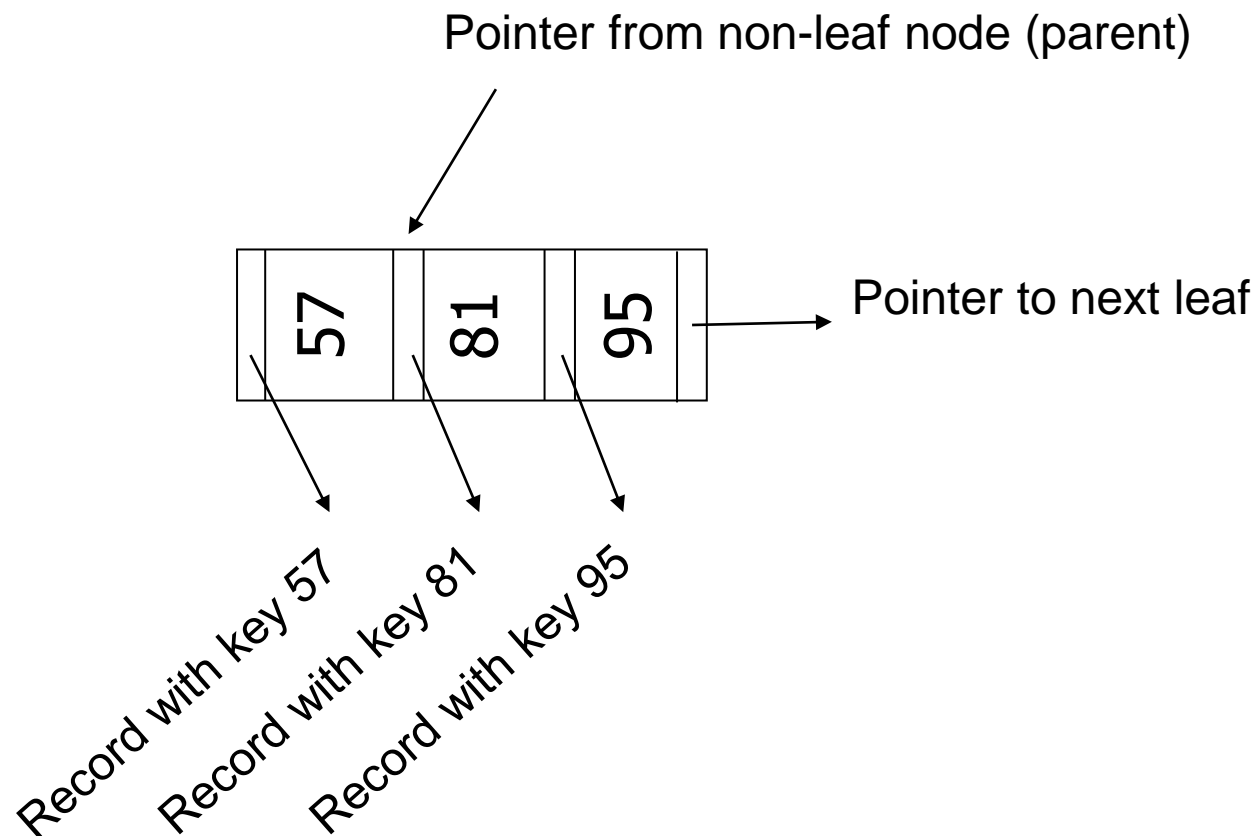 Pointer from non-leaf node (parent)
57
81
95
Pointer to next leaf
Record with key 57
Record with key 81
Record with key 95